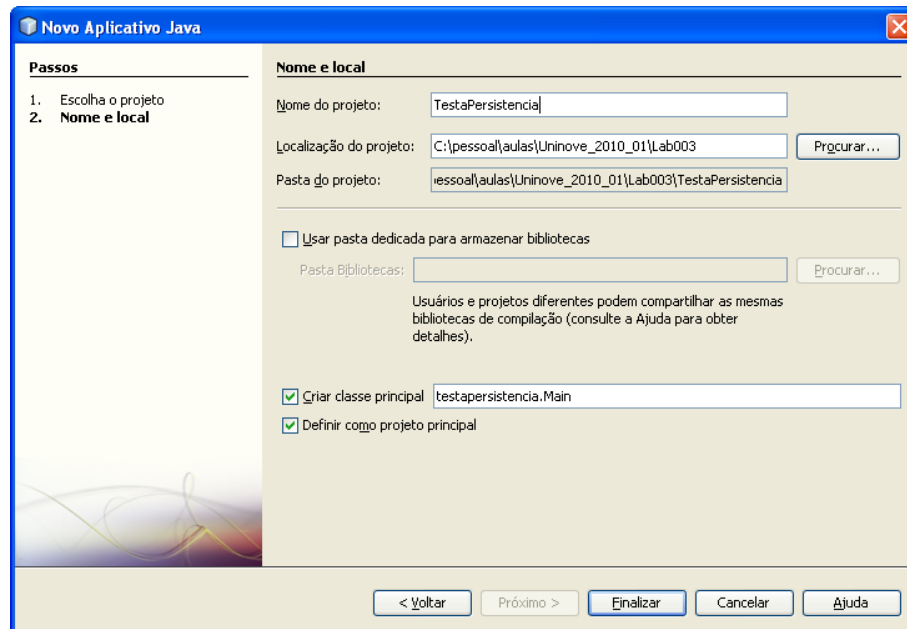 Novo Aplicativo Java
Passos
1. Escolha o projeto
2. Nome e local
Nome e local
Nome do projeto: TestaPersistencia
Localização do projeto: C:\pessoal\aulas\Uninove_2010_01\Lab003 Procurar...
Pasta do projeto: essoal\aulas\Uninove_2010_01\Lab003\TestaPersistencia
Usar pasta dedicada para armazenar bibliotecas
Pasta Bibliotecas: Procurar...
Usuários e projetos diferentes podem compartilhar as mesmas
bibliotecas de compilação (consulte a Ajuda para obter
detalhes).
Criar classe principal testapersistencia.Main
Definir como projeto principal
< Voltar Próximo > Finalizar Cancelar Ajuda